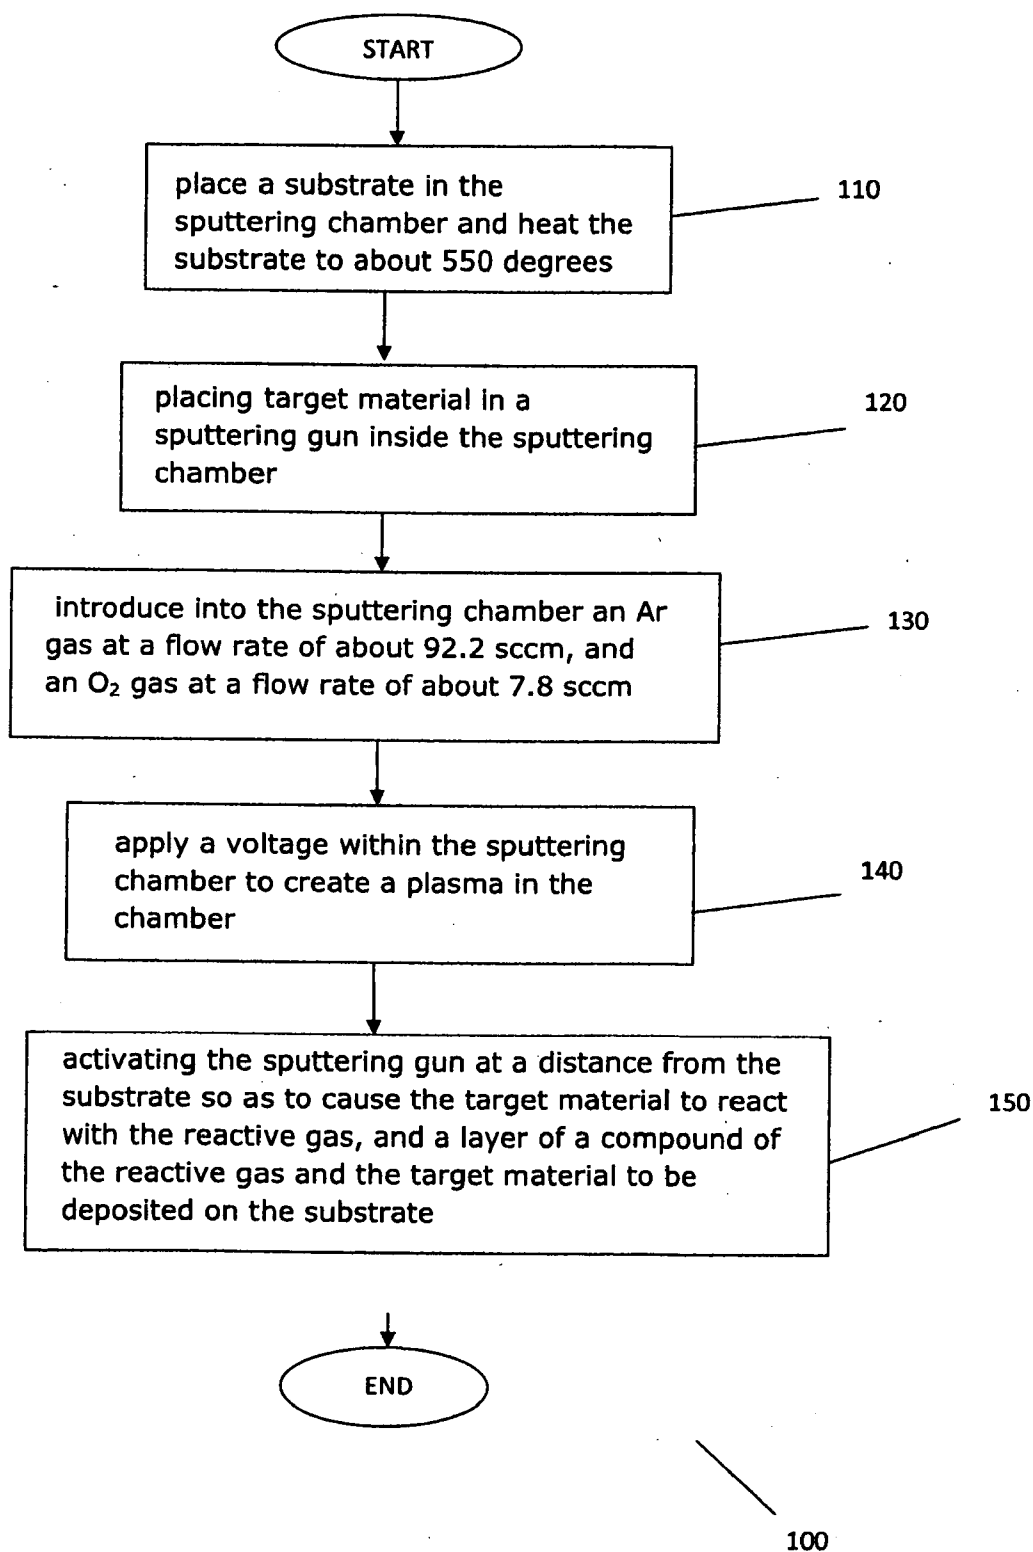 START
place a substrate in the
sputtering chamber and heat the
substrate to about 550 degrees
110
placing target material in a
sputtering gun inside the sputtering
chamber
120
introduce into the sputtering chamber an Ar
gas at a flow rate of about 92.2 sccm, and
an O₂ gas at a flow rate of about 7.8 sccm
130
apply a voltage within the sputtering
chamber to create a plasma in the
chamber
140
activating the sputtering gun at a distance from the
substrate so as to cause the target material to react
with the reactive gas, and a layer of a compound of
the reactive gas and the target material to be
deposited on the substrate
150
END
100